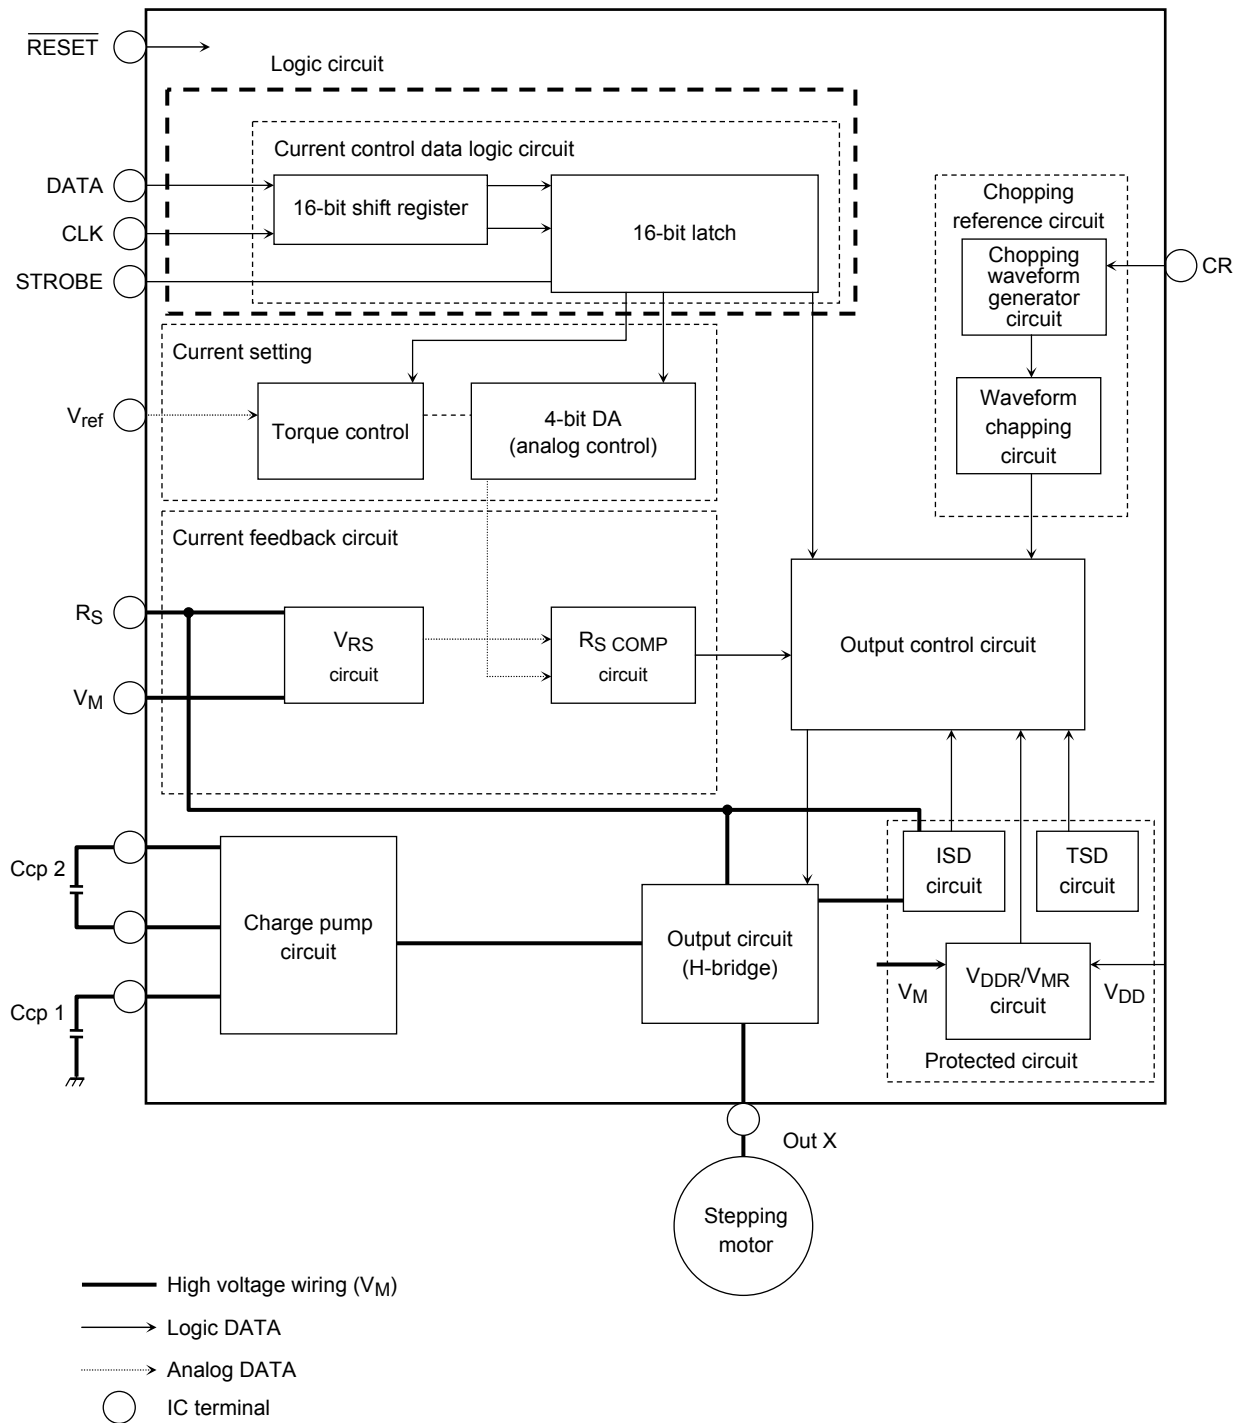 RESET
Logic circuit
Current control data logic circuit
DATA
CLK
STROBE
16-bit shift register
16-bit latch
Chopping
reference circuit
Chopping
waveform
generator
circuit
CR
Waveform
chapping
circuit
Current setting
Vref
Torque control
4-bit DA
(analog control)
Current feedback circuit
RS
VM
VRS
circuit
RS COMP
circuit
Output control circuit
Ccp 2
Ccp 1
Charge pump
circuit
Output circuit
(H-bridge)
ISD
circuit
TSD
circuit
VM
VDDR/VMR
circuit
VDD
Protected circuit
Out X
Stepping
motor
High voltage wiring (VM)
Logic DATA
Analog DATA
IC terminal